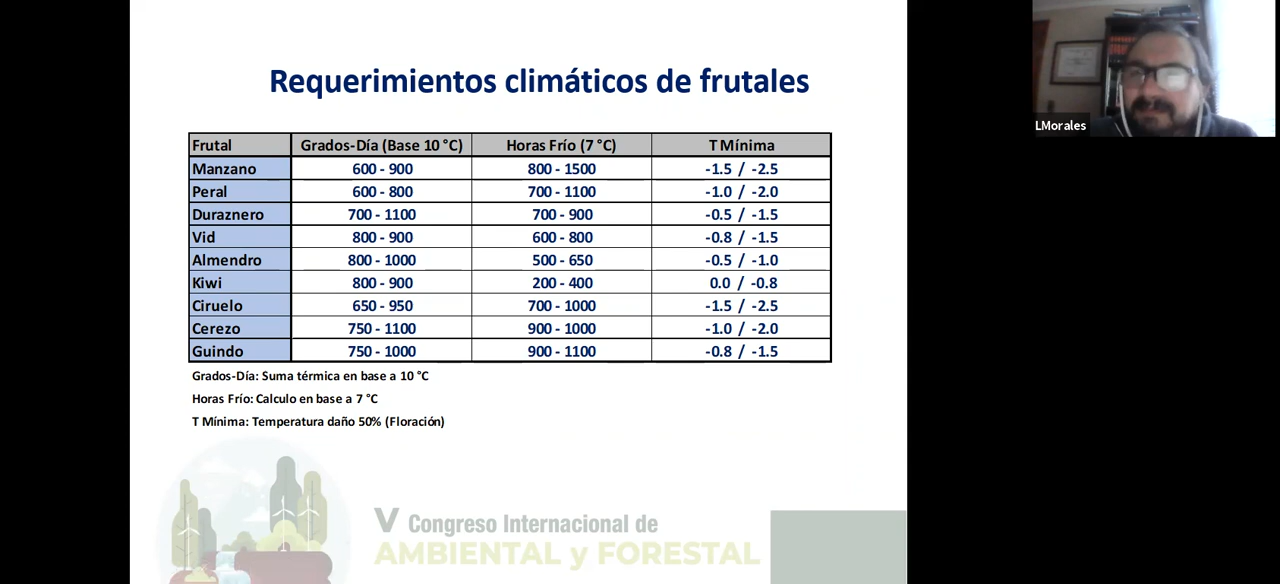 Requerimientos climáticos de frutales
Frutal Grados-Día (Base 10 °C) Horas Frío (7 °C) T Mínima
Manzano 600 - 900 800 - 1500 -1.5 / -2.5
Peral 600 - 800 700 - 1100 -1.0 / -2.0
Duraznero 700 - 1100 700 - 900 -0.5 / -1.5
Vid 800 - 900 600 - 800 -0.8 / -1.5
Almendro 800 - 1000 500 - 650 -0.5 / -1.0
Kiwi 800 - 900 200 - 400 0.0 / -0.8
Ciruelo 650 - 950 700 - 1000 -1.5 / -2.5
Cerezo 750 - 1100 900 - 1000 -1.0 / -2.0
Guindo 750 - 1000 900 - 1100 -0.8 / -1.5
Grados-Día: Suma térmica en base a 10 °C
Horas Frío: Calculo en base a 7 °C
T Mínima: Temperatura daño 50% (Floración)
V Congreso Internacional de
AMBIENTAL y FORESTAL
LMorales